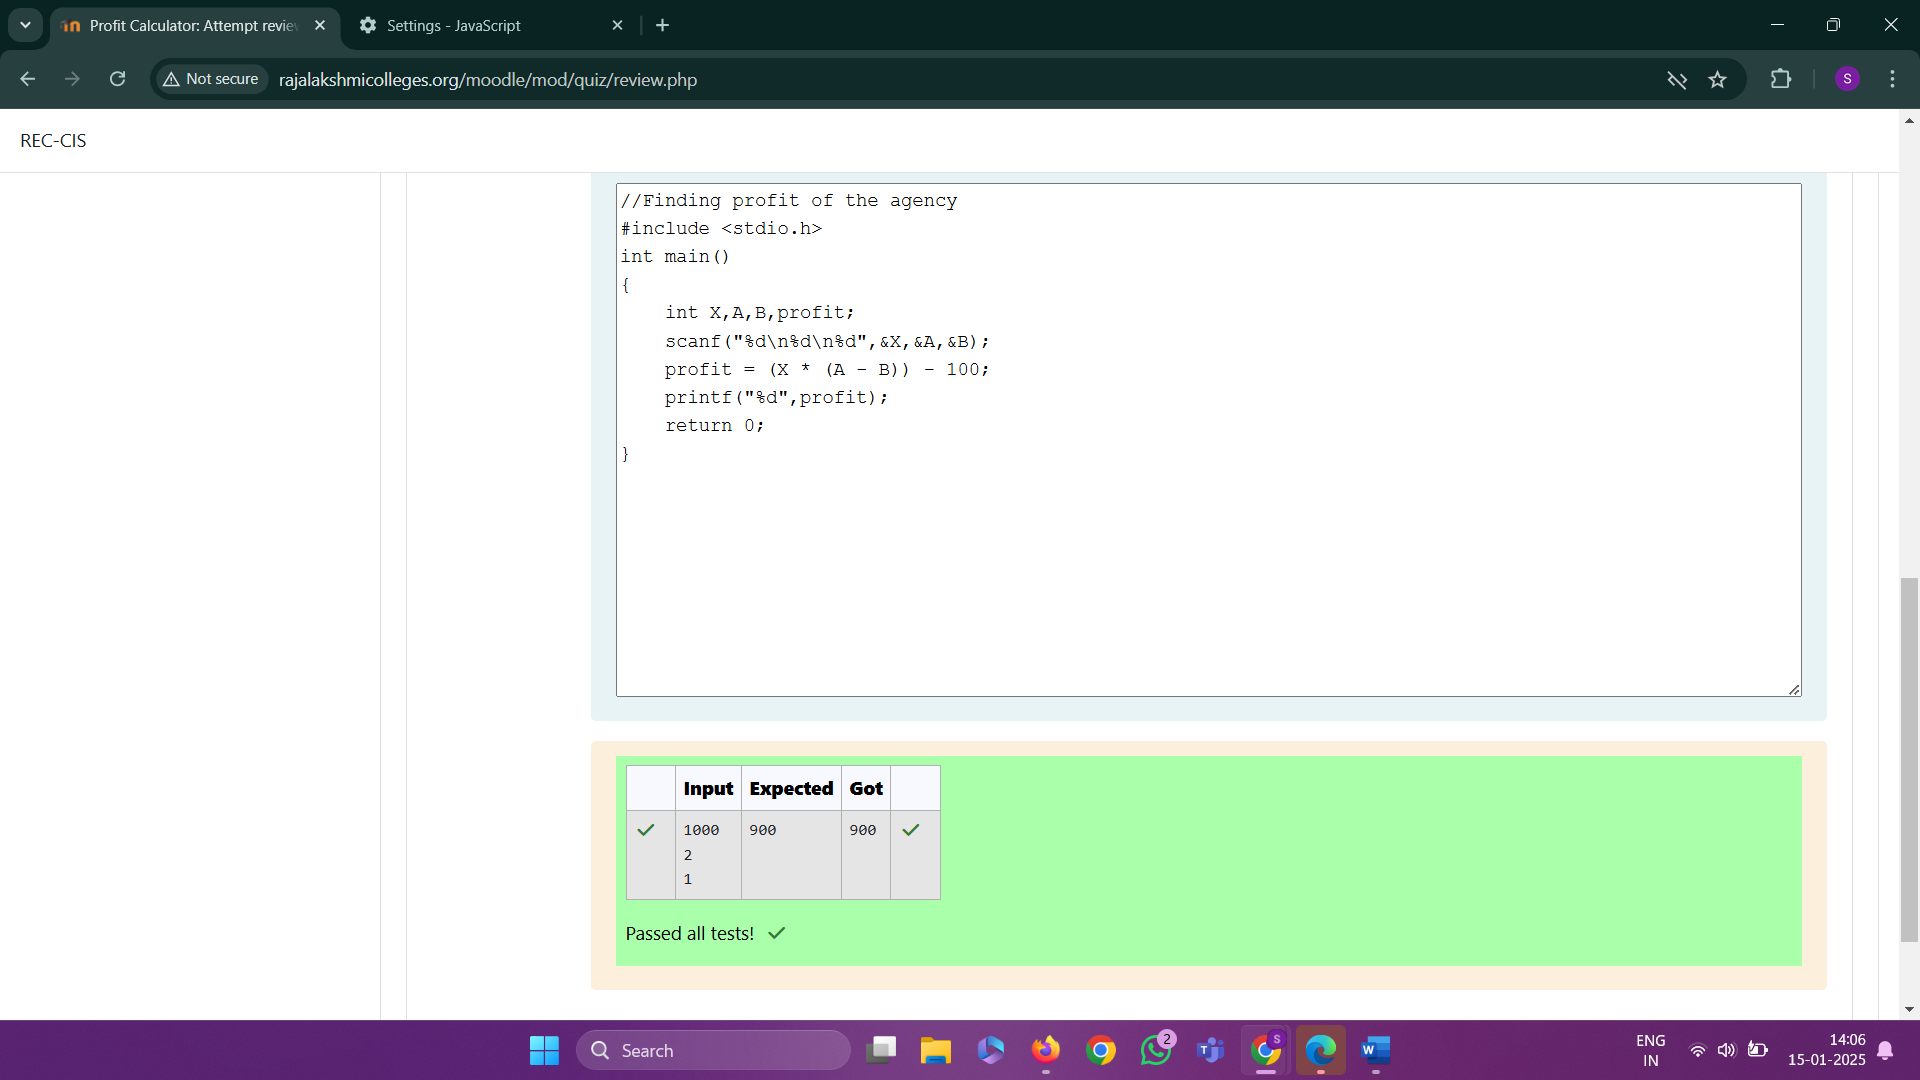 Profit Calculator: Attempt revie
Settings - JavaScript
Not secure
rajalakshmicolleges.org/moodle/mod/quiz/review.php
S
REC-CIS
//Finding profit of the agency
#include <stdio.h>
int main()
{
    int X,A,B,profit;
    scanf("%d\n%d\n%d",&X,&A,&B);
    profit = (X * (A - B)) - 100;
    printf("%d",profit);
    return 0;
}
Input Expected Got
1000 900 900
2
1
Passed all tests!
Search
2
S
ENG
IN
14:06
15-01-2025